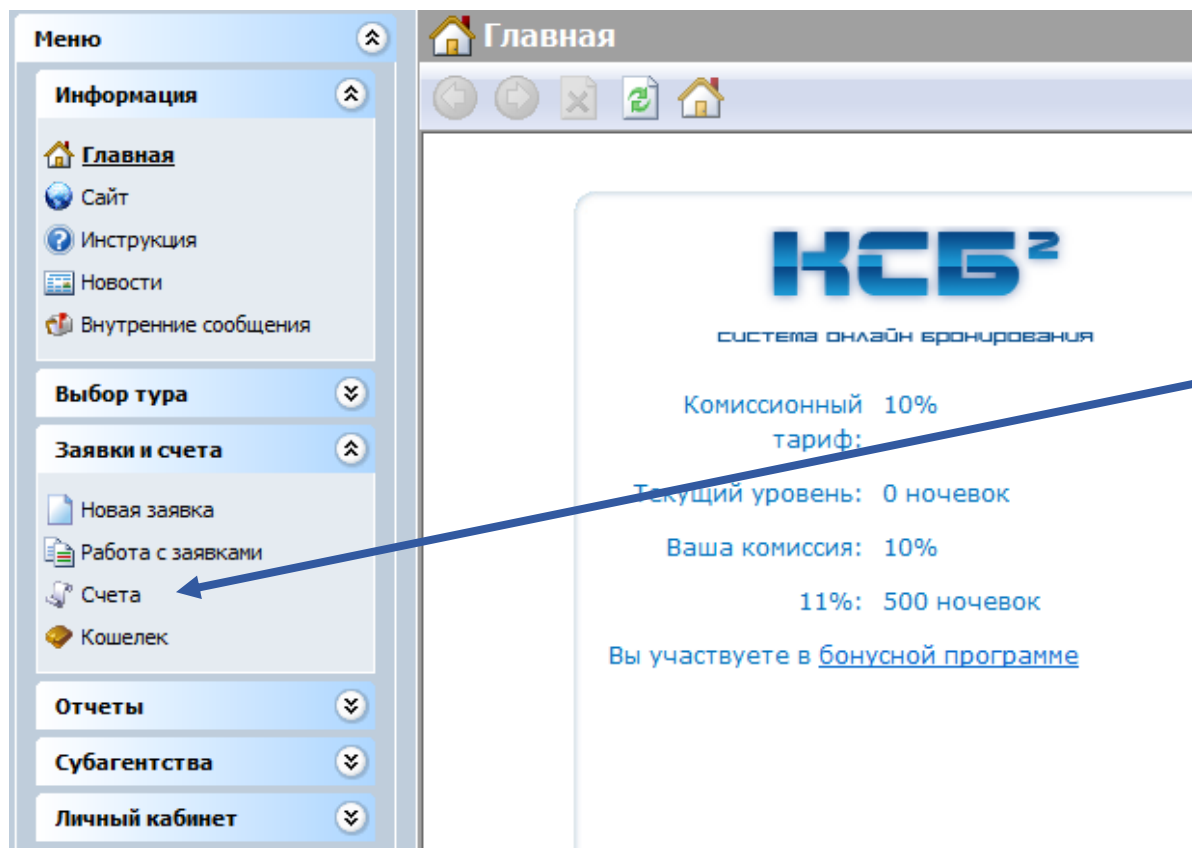 Меню
Информация
Главная
Сайт
Инструкция
Новости
Внутренние сообщения
Выбор тура
Заявки и счета
Новая заявка
Работа с заявками
Счета
Кошелек
Отчеты
Субагентства
Личный кабинет
Главная
КСБ²
система онлайн бронирования
Комиссионный 10%
тариф:
Текущий уровень: 0 ночевок
Ваша комиссия: 10%
11%: 500 ночевок
Вы участвуете в бонусной программе